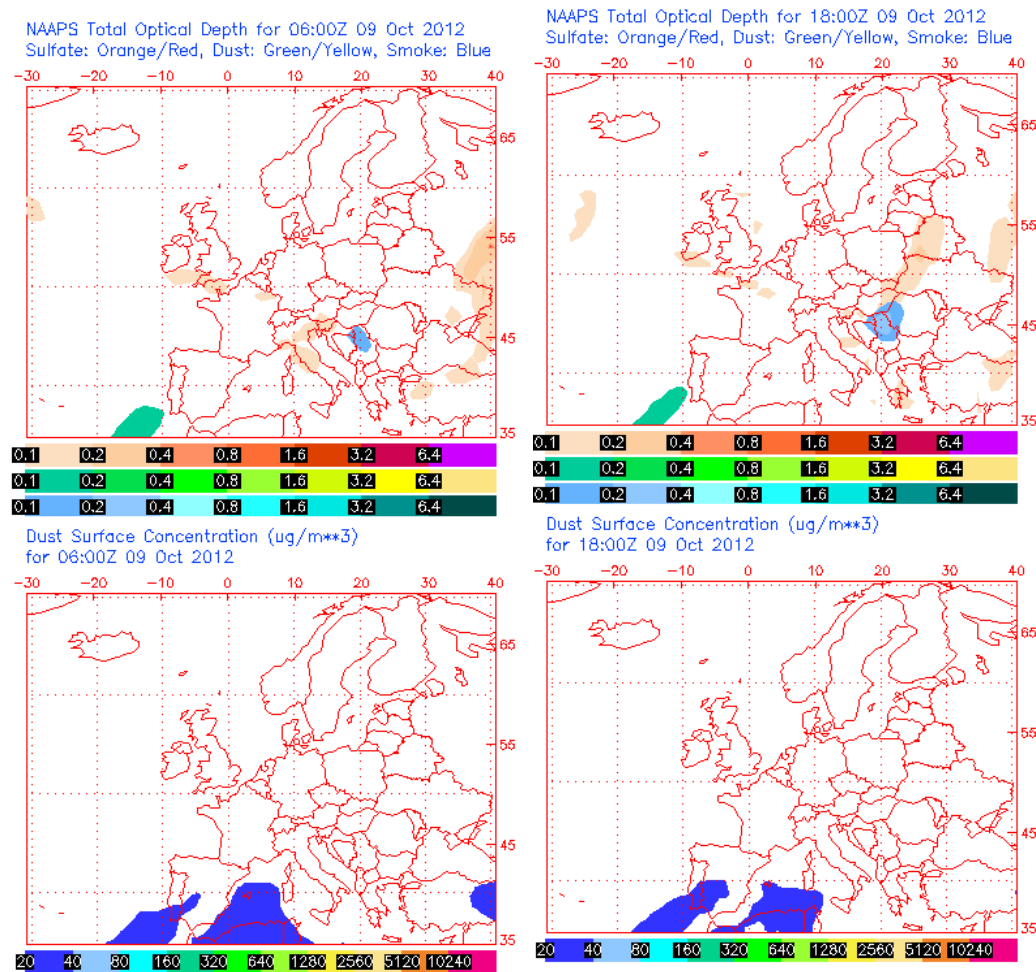 NAAPS Total Optical Depth for 06:00Z 09 Oct 2012
Sulfate: Orange/Red, Dust: Green/Yellow, Smoke: Blue
-30 -20 -10 0 10 20 30 40
65
55
45
35
0.1 0.2 0.4 0.8 1.6 3.2 6.4
0.1 0.2 0.4 0.8 1.6 3.2 6.4
0.1 0.2 0.4 0.8 1.6 3.2 6.4
NAAPS Total Optical Depth for 18:00Z 09 Oct 2012
Sulfate: Orange/Red, Dust: Green/Yellow, Smoke: Blue
-30 -20 -10 0 10 20 30 40
65
55
45
35
0.1 0.2 0.4 0.8 1.6 3.2 6.4
0.1 0.2 0.4 0.8 1.6 3.2 6.4
0.1 0.2 0.4 0.8 1.6 3.2 6.4
Dust Surface Concentration (ug/m**3)
for 06:00Z 09 Oct 2012
-30 -20 -10 0 10 20 30 40
65
55
45
35
20 40 80 160 320 640 1280 2560 5120 10240
Dust Surface Concentration (ug/m**3)
for 18:00Z 09 Oct 2012
-30 -20 -10 0 10 20 30 40
65
55
45
35
20 40 80 160 320 640 1280 2560 5120 10240